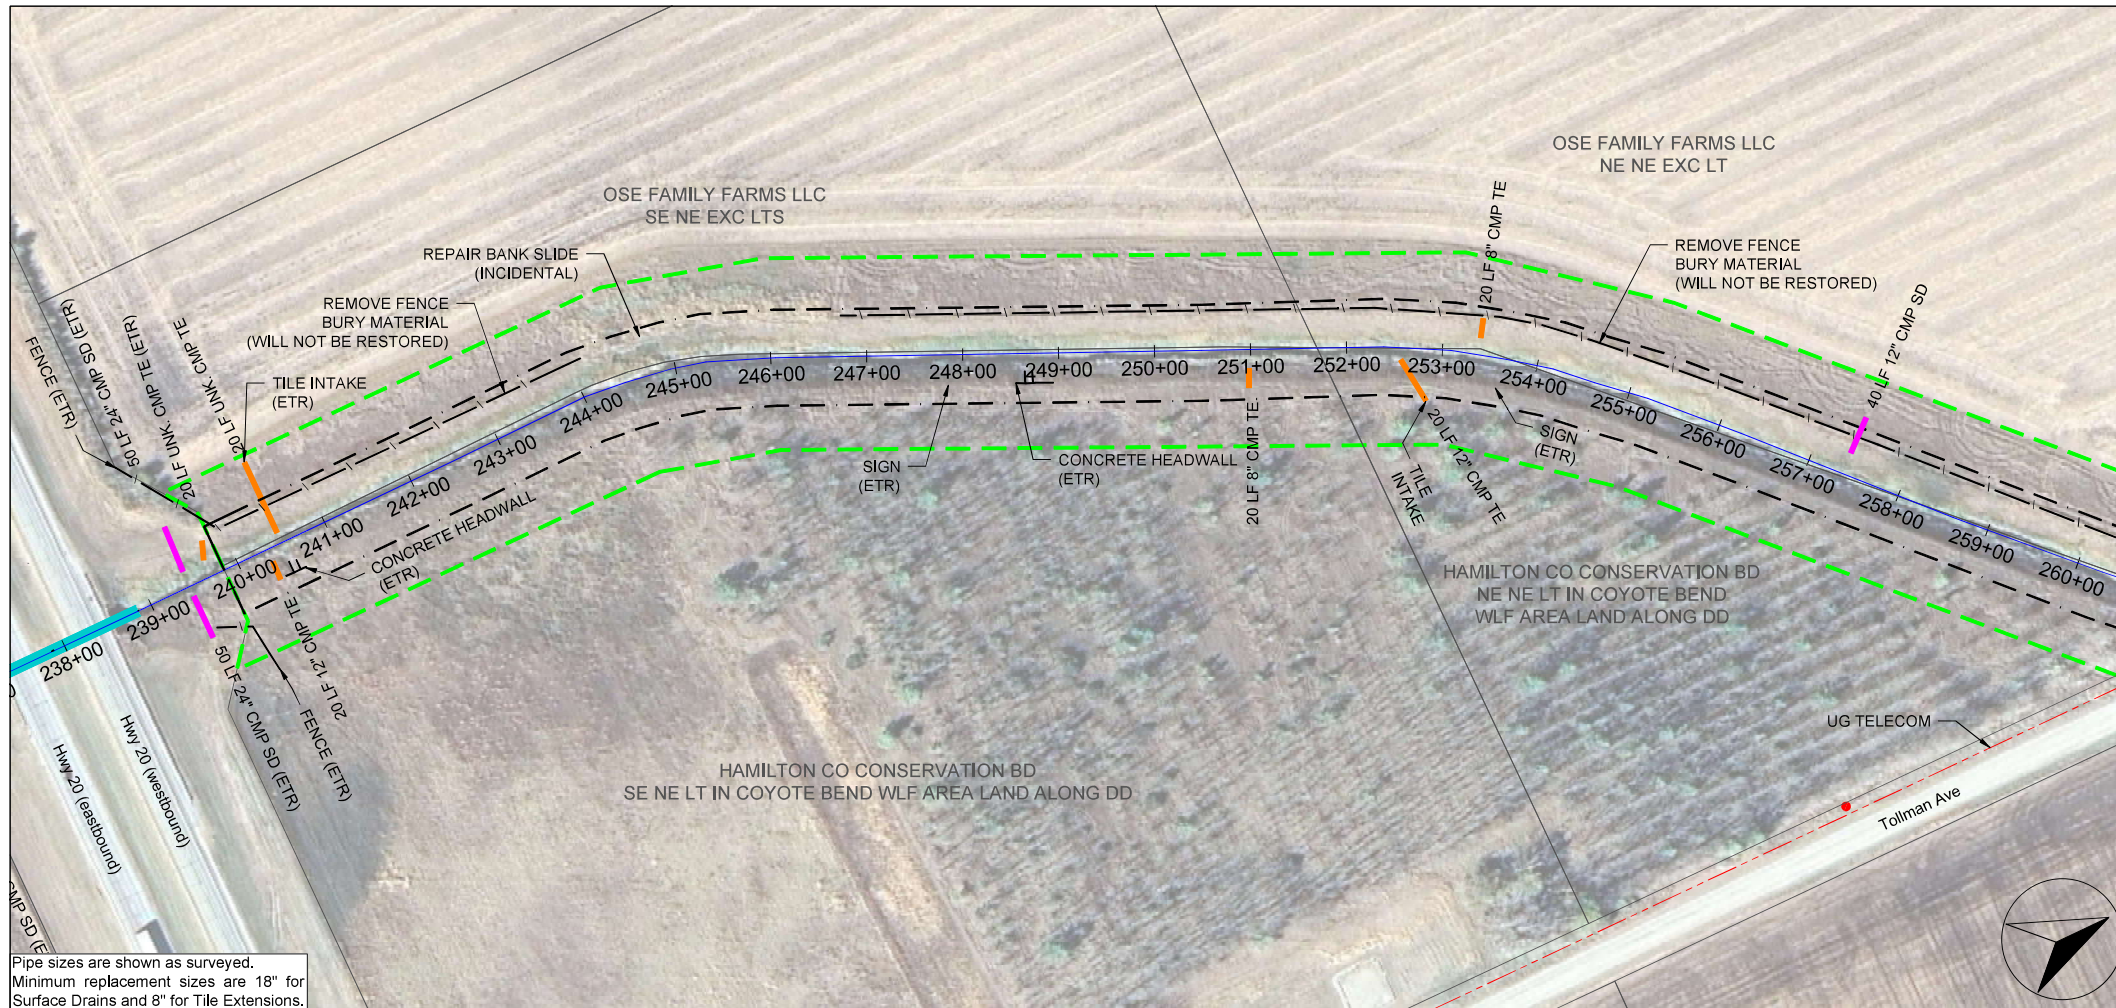 OSE FAMILY FARMS LLC
NE NE EXC LT
OSE FAMILY FARMS LLC
SE NE EXC LTS
REPAIR BANK SLIDE
(INCIDENTAL)
REMOVE FENCE
BURY MATERIAL
(WILL NOT BE RESTORED)
REMOVE FENCE
BURY MATERIAL
(WILL NOT BE RESTORED)
TILE INTAKE
(ETR)
FENCE (ETR)
50 LF 24" CMP SD (ETR)
20 LF UNK. CMP TE (ETR)
20 LF UNK. CMP TE
20 LF 8" CMP TE
40 LF 12" CMP SD
238+00
239+00
240+00
241+00
242+00
243+00
244+00
245+00
246+00
247+00
248+00
249+00
250+00
251+00
252+00
253+00
254+00
255+00
256+00
257+00
258+00
259+00
260+00
CONCRETE HEADWALL
(ETR)
SIGN
(ETR)
CONCRETE HEADWALL
(ETR)
20 LF 8" CMP TE
TILE
INTAKE
20 LF 12" CMP TE
SIGN
(ETR)
HAMILTON CO CONSERVATION BD
NE NE LT IN COYOTE BEND
WLF AREA LAND ALONG DD
20 LF 12" CMP TE
50 LF 24" CMP SD (ETR)
FENCE (ETR)
Hwy 20 (westbound)
Hwy 20 (eastbound)
HAMILTON CO CONSERVATION BD
SE NE LT IN COYOTE BEND WLF AREA LAND ALONG DD
UG TELECOM
Tollman Ave
CMP SD (E
Pipe sizes are shown as surveyed.
Minimum replacement sizes are 18" for
Surface Drains and 8" for Tile Extensions.